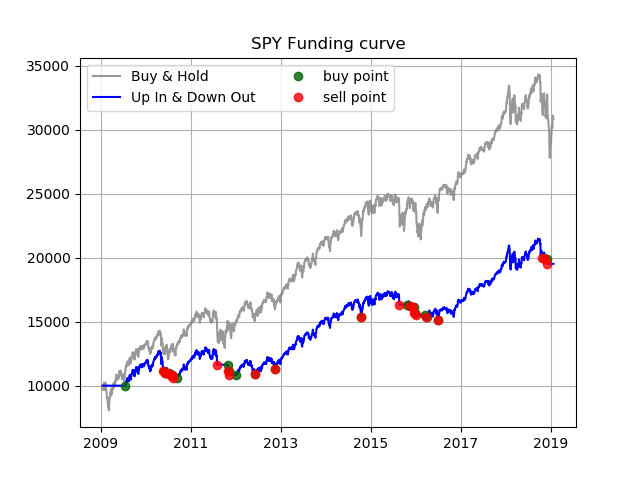 SPY Funding curve
Buy & Hold
Up In & Down Out
buy point
sell point
35000
30000
25000
20000
15000
10000
2009 2011 2013 2015 2017 2019